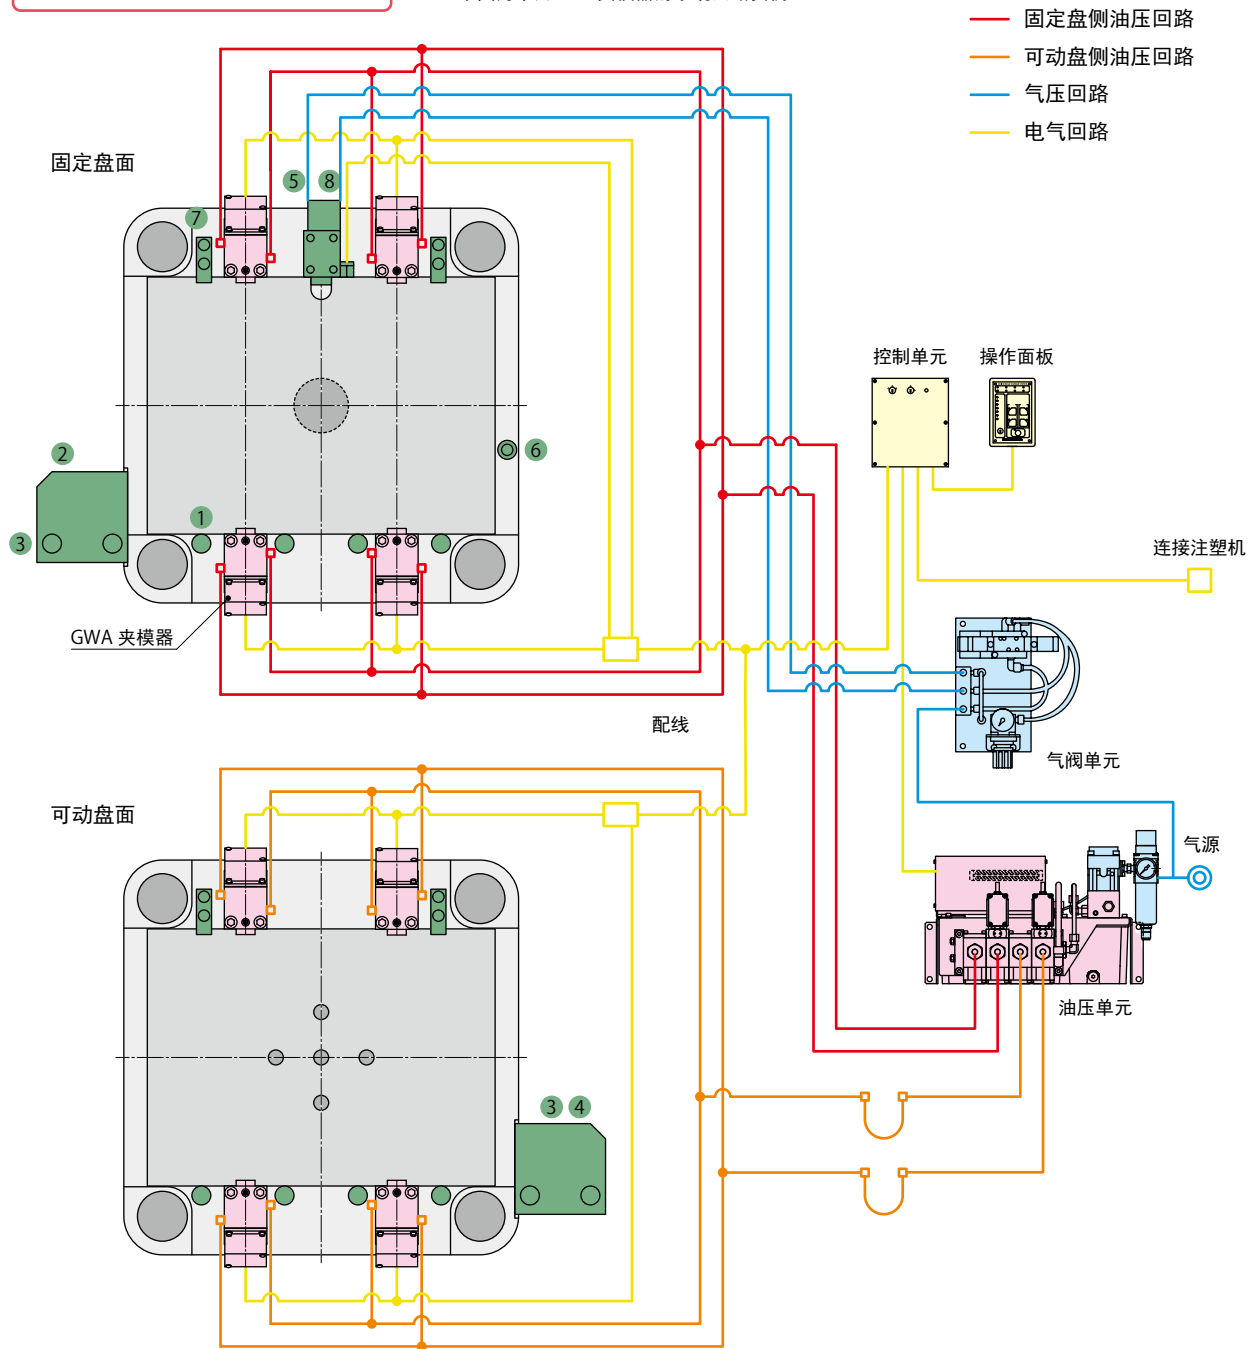 固定盘侧油压回路
可动盘侧油压回路
气压回路
电气回路
固定盘面
5 8
7
控制单元 操作面板
2
6
1
3
连接注塑机
GWA 夹模器
配线
气阀单元
可动盘面
气源
油压单元
3 4